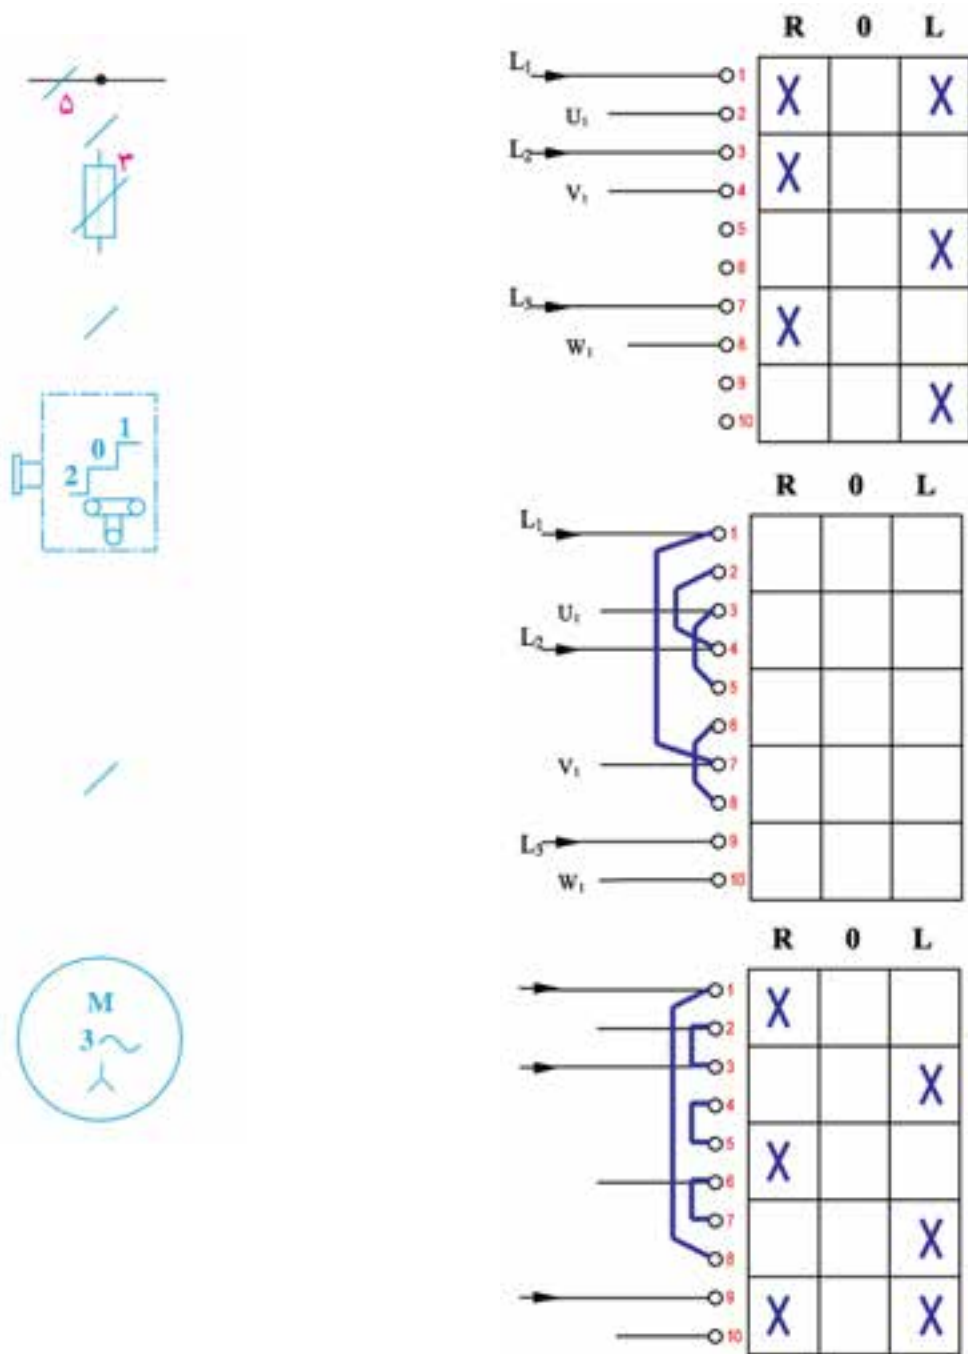 ۵
۳
1
0
2
M
3
R 0 L
L₁ 1 X X
U₁ 2
L₂ 3 X
V₁ 4
5 X
6
L₃ 7 X
W₁ 8
9 X
10
R 0 L
L₁ 1
2
U₁ 3
L₂ 4
5
6
V₁ 7
8
L₃ 9
W₁ 10
R 0 L
1 X
2
3 X
4
5 X
6
7 X
8
9 X X
10